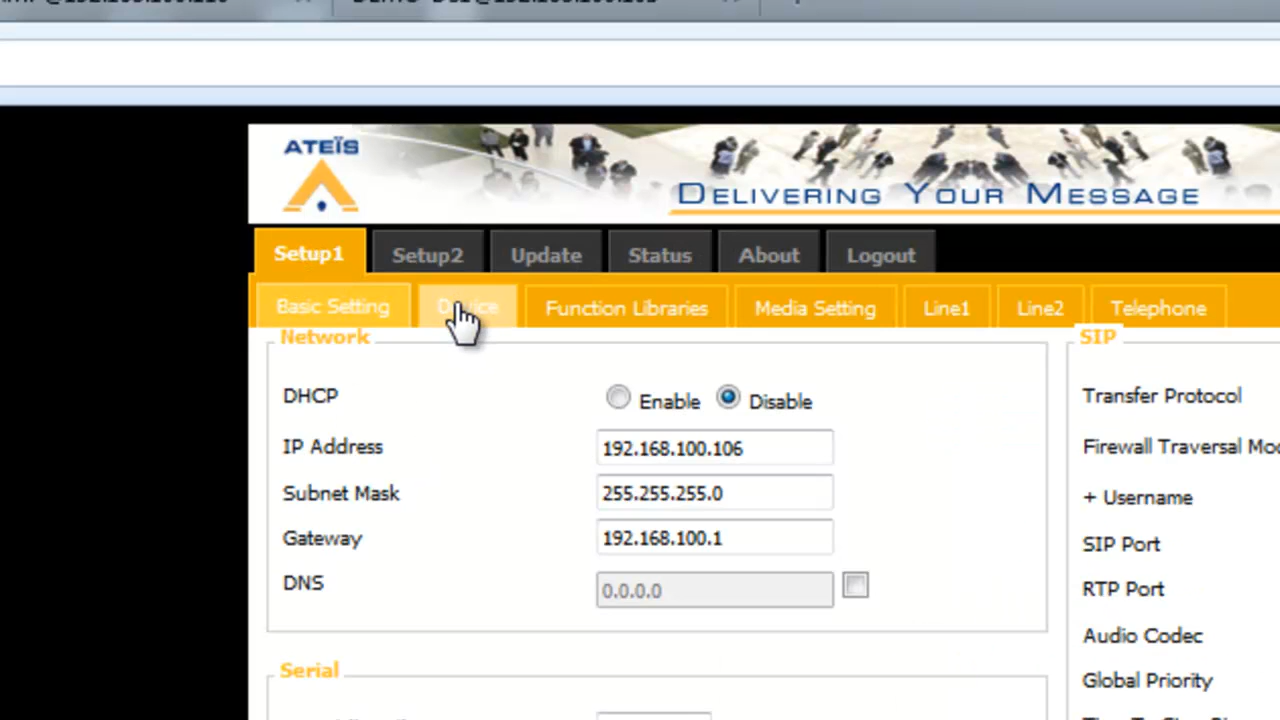 ATEÏS
DELIVERING YOUR MESSAGE
Setup1 Setup2 Update Status About Logout
Basic Setting Device Function Libraries Media Setting Line1 Line2 Telephone
Network
DHCP Enable Disable
IP Address 192.168.100.106
Subnet Mask 255.255.255.0
Gateway 192.168.100.1
DNS 0.0.0.0
Serial
SIP
Transfer Protocol
Firewall Traversal
+ Username
SIP Port
RTP Port
Audio Codec
Global Priority